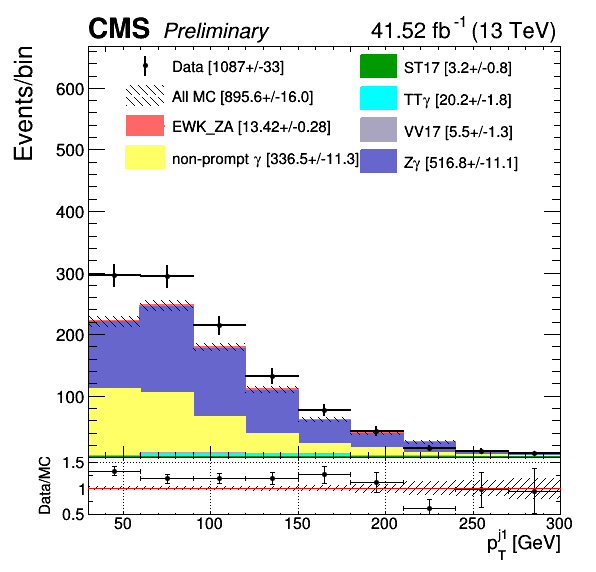 CMS Preliminary 41.52 fb⁻¹ (13 TeV)
Events/bin
Data [1087+/-33]
All MC [895.6+/-16.0]
EWK_ZA [13.42+/-0.28]
non-prompt γ [336.5+/-11.3]
ST17 [3.2+/-0.8]
TTγ [20.2+/-1.8]
VV17 [5.5+/-1.3]
Zγ [516.8+/-11.1]
600
500
400
300
200
100
Data/MC
1.5
1
0.5
50 100 150 200 250 300
p_T^j1 [GeV]